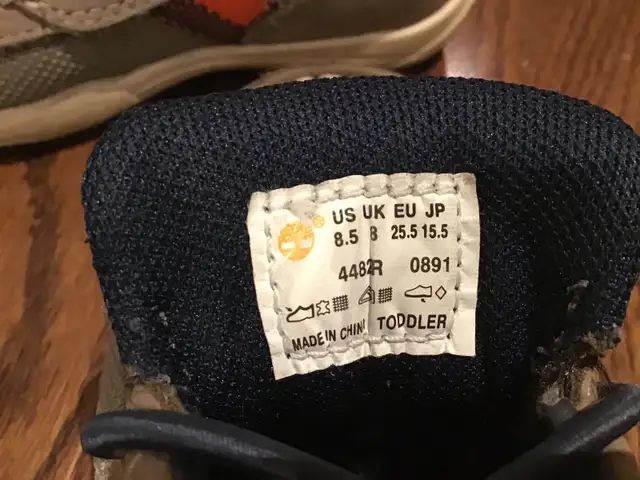 US UK EU JP
8.5 8 25.5 15.5
4482R 0891
MADE IN CHINA TODDLER